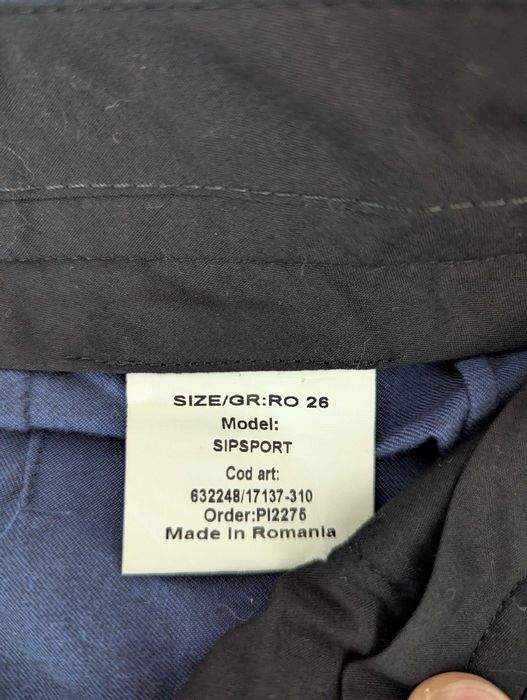 SIZE/GR:RO 26
Model:
SIPSPORT
Cod art:
632248/17137-310
Order:PI2275
Made In Romania